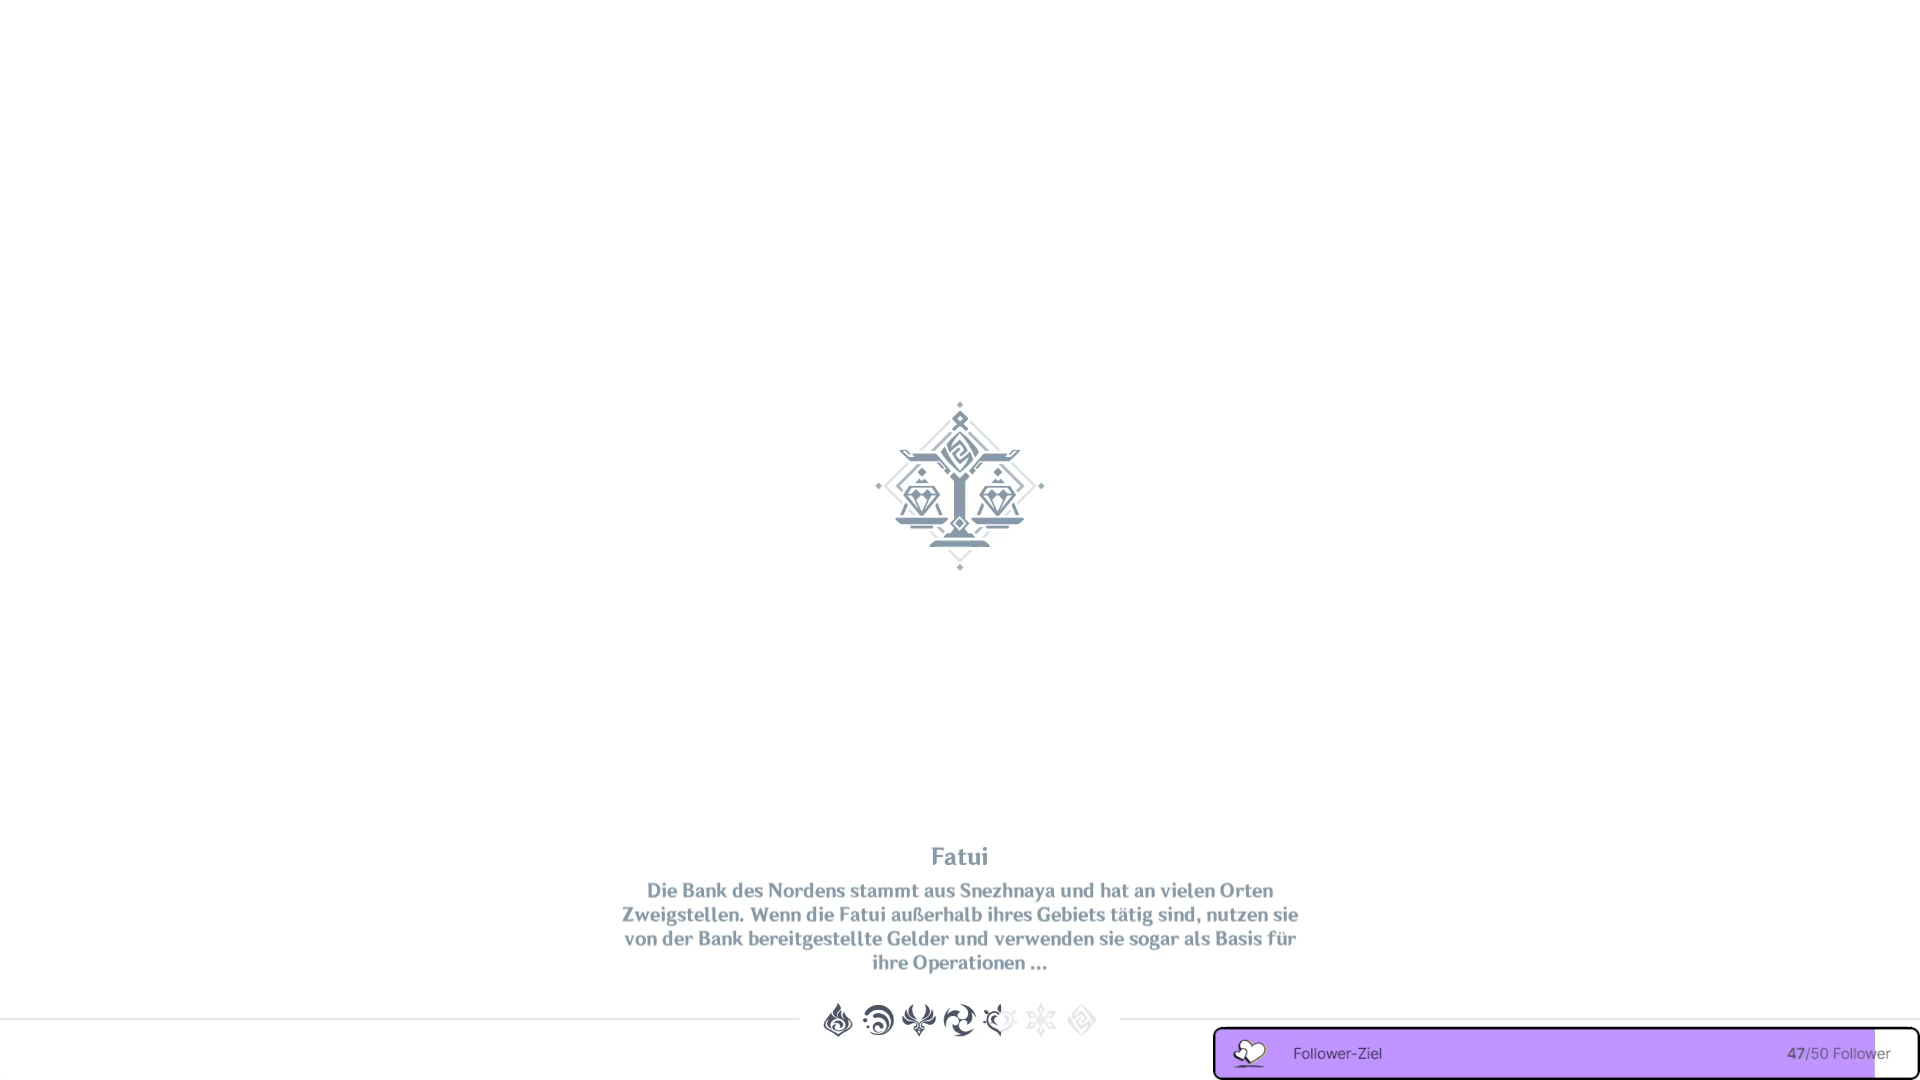 Fatui
Die Bank des Nordens stammt aus Snezhnaya und hat an vielen Orten
Zweigstellen. Wenn die Fatui außerhalb ihres Gebiets tätig sind, nutzen sie
von der Bank bereitgestellte Gelder und verwenden sie sogar als Basis für
ihre Operationen ...
Follower-Ziel
47/50 Follower